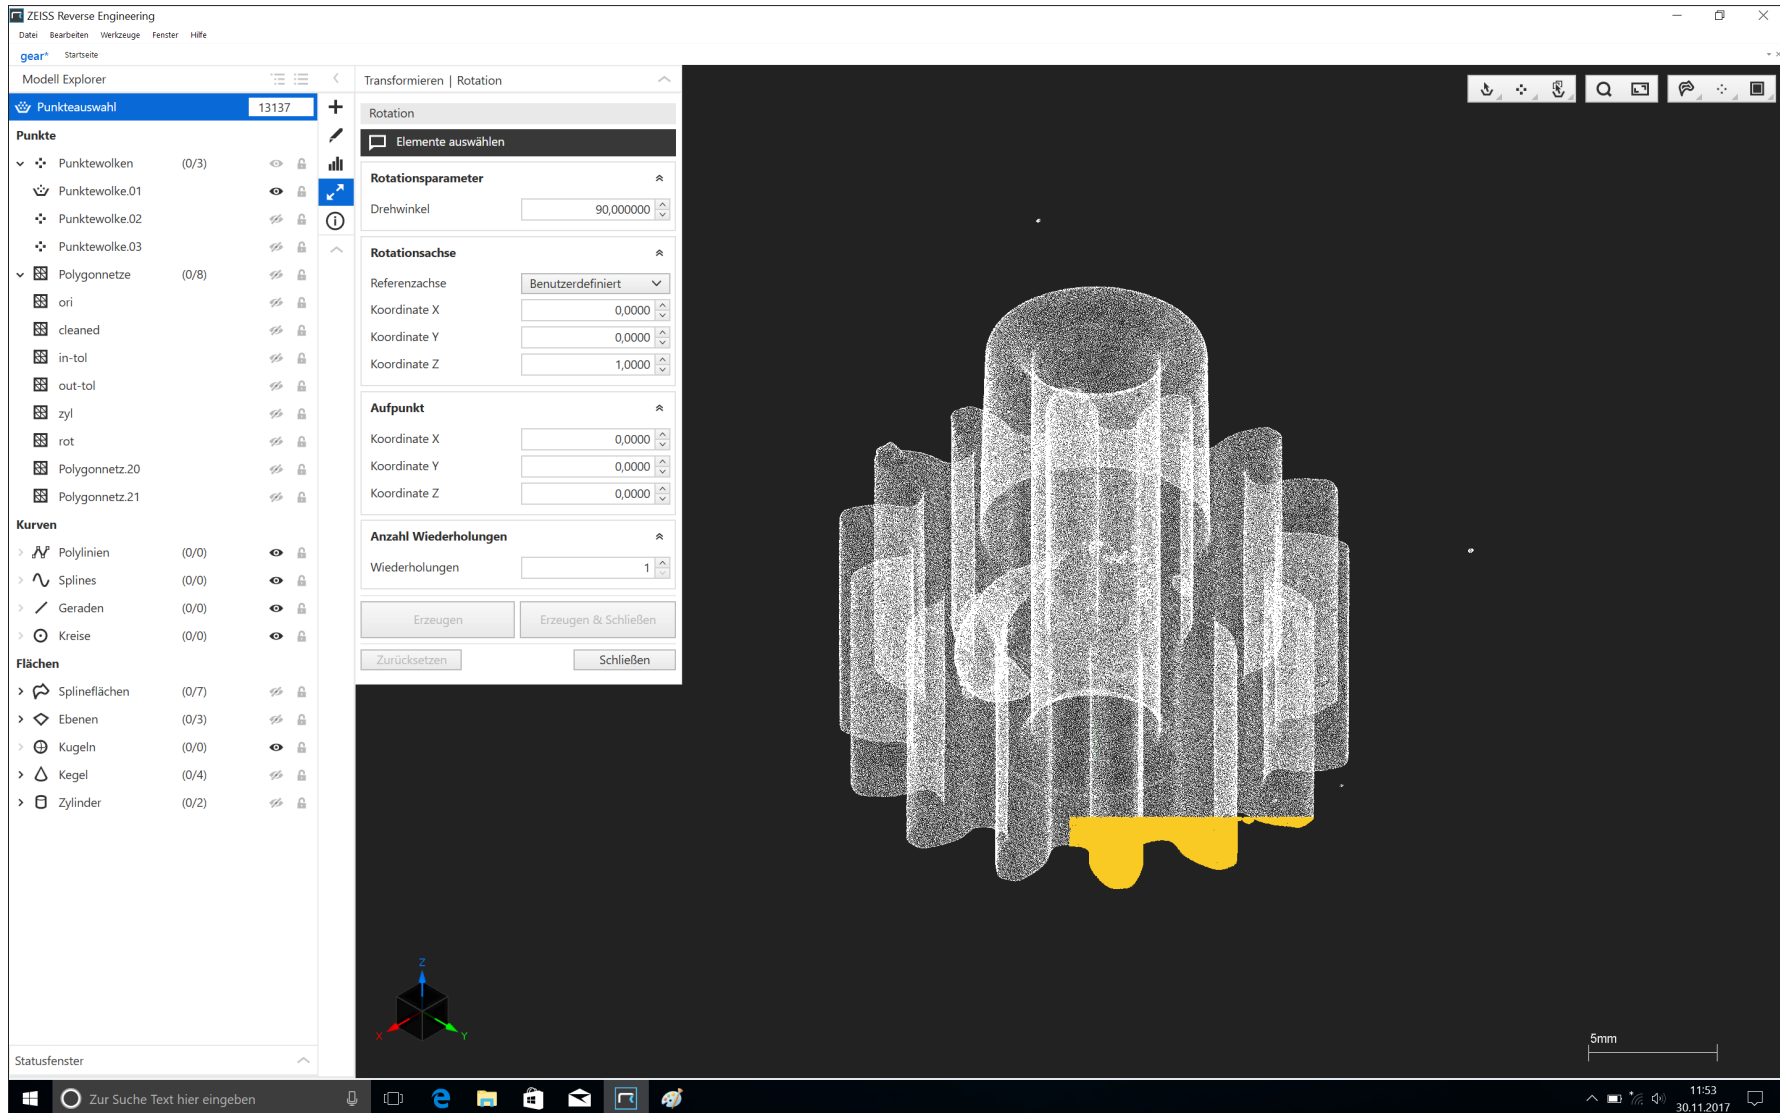 ZEISS Reverse Engineering
Datei Bearbeiten Werkzeuge Fenster Hilfe
gear* Startseite
Modell Explorer
Punkteauswahl 13137
Punkte
Punktewolken (0/3)
Punktewolke.01
Punktewolke.02
Punktewolke.03
Polygonnetze (0/8)
ori
cleaned
in-tol
out-tol
zyl
rot
Polygonnetz.20
Polygonnetz.21
Kurven
Polylinien (0/0)
Splines (0/0)
Geraden (0/0)
Kreise (0/0)
Flächen
Splineflächen (0/7)
Ebenen (0/3)
Kugeln (0/0)
Kegel (0/4)
Zylinder (0/2)
Statusfenster
Transformieren | Rotation
Rotation
Elemente auswählen
Rotationsparameter
Drehwinkel 90,000000
Rotationsachse
Referenzachse Benutzerdefiniert
Koordinate X 0,0000
Koordinate Y 0,0000
Koordinate Z 1,0000
Aufpunkt
Koordinate X 0,0000
Koordinate Y 0,0000
Koordinate Z 0,0000
Anzahl Wiederholungen
Wiederholungen 1
Erzeugen Erzeugen & Schließen
Zurücksetzen Schließen
Z
X
Y
5mm
Zur Suche Text hier eingeben
11:53
30.11.2017